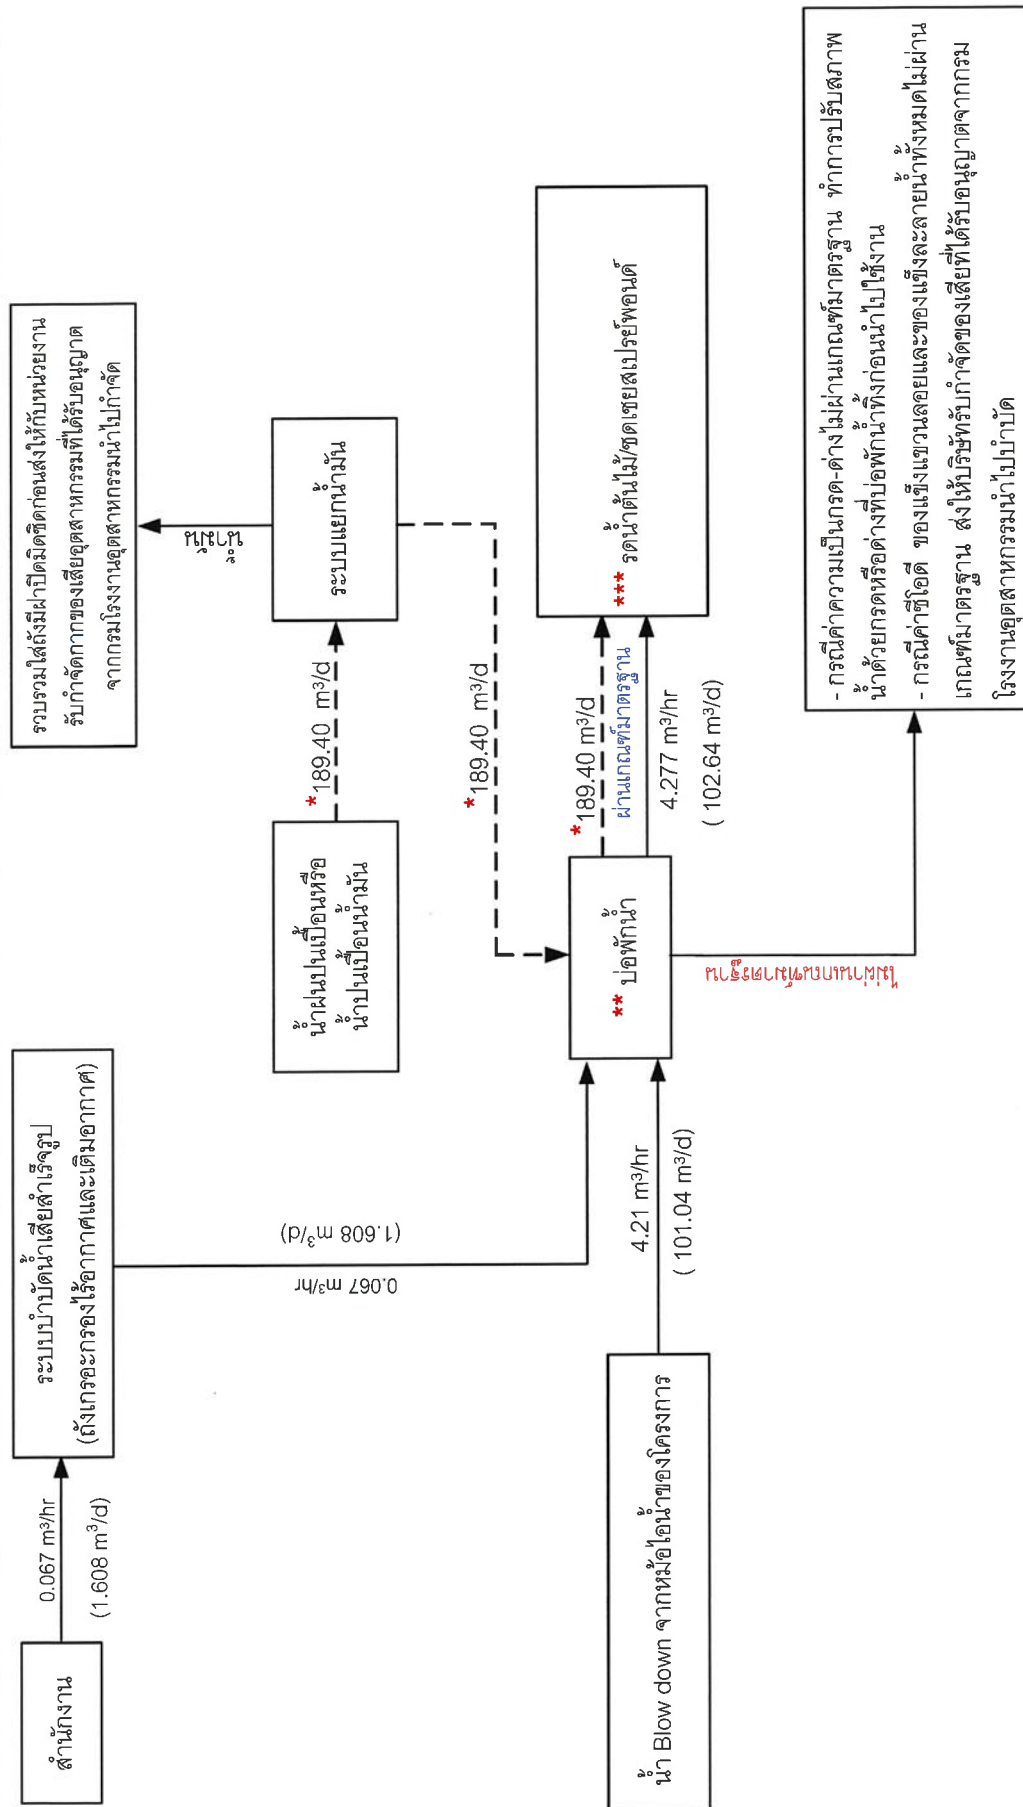 สำนักงาน
0.067 m³/hr
(1.608 m³/d)
ระบบบำบัดน้ำเสียสำเร็จรูป
(ถังเกรอะกรองไร้อากาศและเติมอากาศ)
0.067 m³/hr
(1.608 m³/d)
น้ำ Blow down จากหม้อไอน้ำของโครงการ
4.21 m³/hr
( 101.04 m³/d)
น้ำฝนปนเปื้อนหรือ
น้ำปนเปื้อนน้ำมัน
*189.40 m³/d
ระบบแยกน้ำมัน
น้ำมัน
รวบรวมใส่ถังมีฝาปิดมิดชิดก่อนส่งให้กับหน่วยงาน
รับกำจัดกากของเสียอุตสาหกรรมที่ได้รับอนุญาต
จากกรมโรงงานอุตสาหกรรมนำไปกำจัด
*189.40 m³/d
** บ่อพักน้ำ
*189.40 m³/d
ผ่านเกณฑ์มาตรฐาน
4.277 m³/hr
( 102.64 m³/d)
*** รดน้ำต้นไม้/ชดเชยสเปรย์พอนด์
ไม่ผ่านเกณฑ์มาตรฐาน
- กรณีค่าความเป็นกรด-ด่างไม่ผ่านเกณฑ์มาตรฐาน ทำการปรับสภาพ
น้ำด้วยกรดหรือด่างที่บ่อพักน้ำทิ้งก่อนนำไปใช้งาน
- กรณีค่าซีโอดี ของแข็งแขวนลอยและของแข็งละลายน้ำทั้งหมดไม่ผ่าน
เกณฑ์มาตรฐาน ส่งให้บริษัทรับกำจัดของเสียที่ได้รับอนุญาตจากกรม
โรงงานอุตสาหกรรมนำไปบำบัด